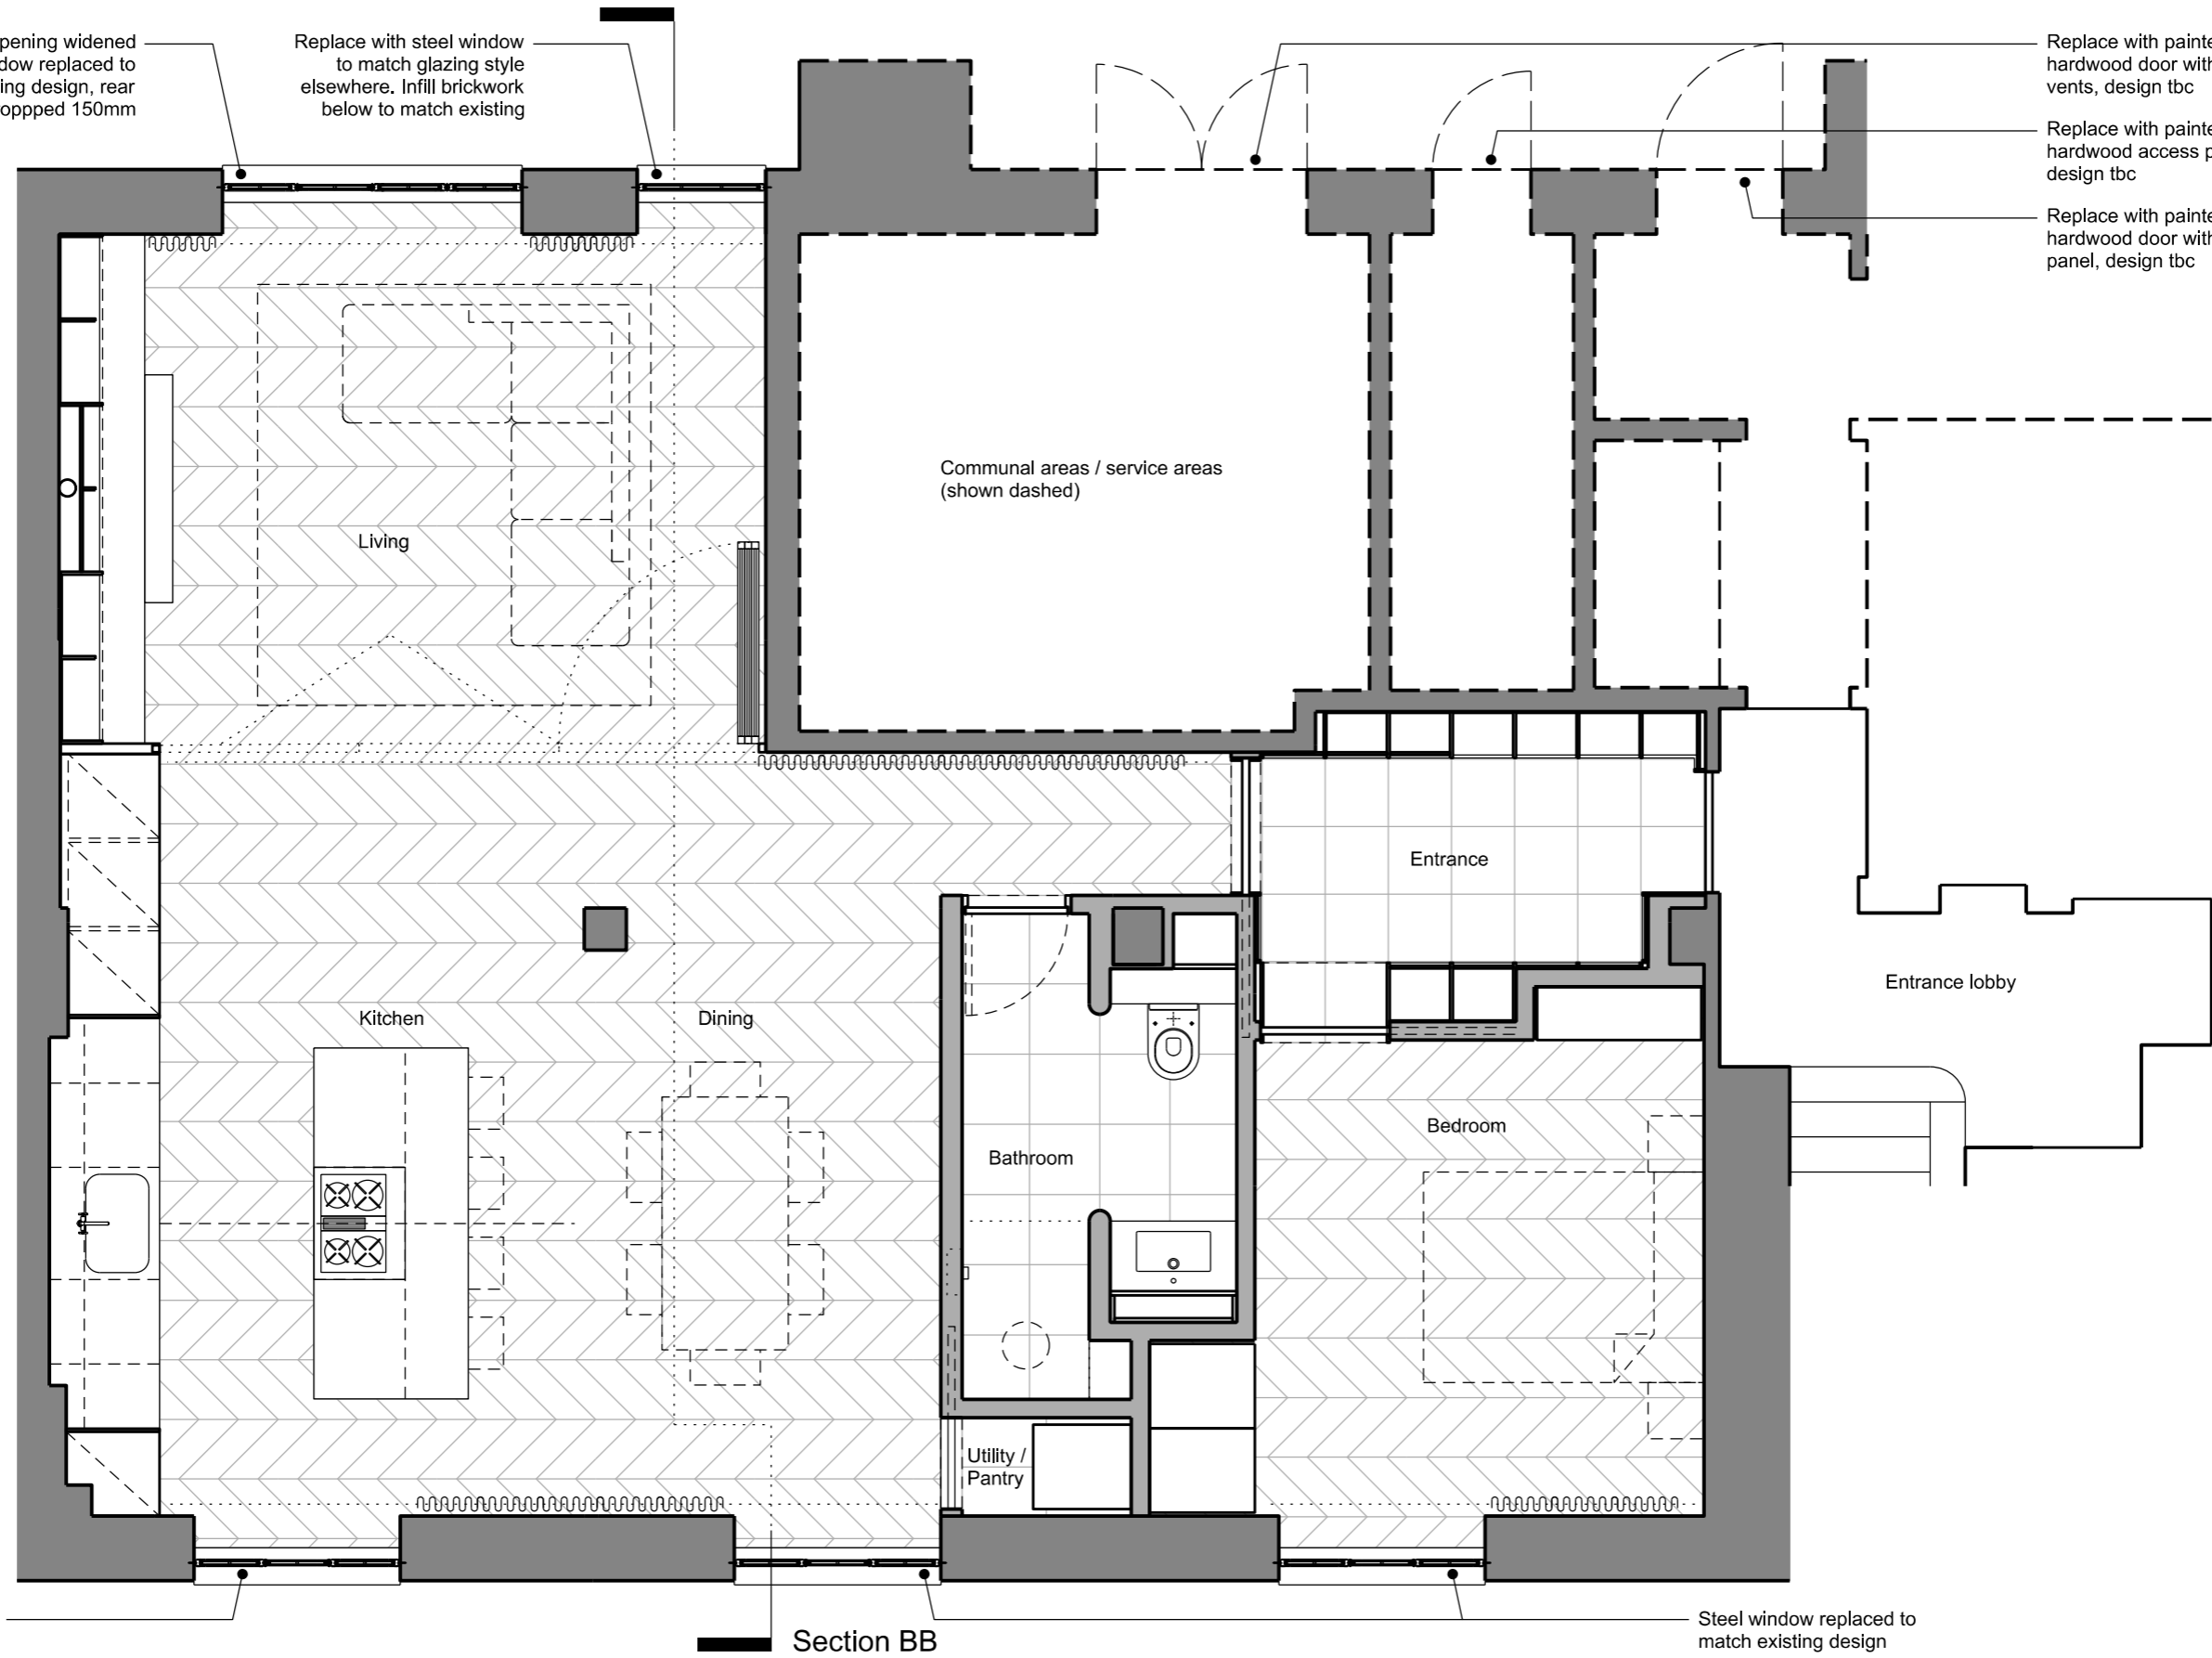 pening widened
dow replaced to
ing design, rear
oppped 150mm
Replace with steel window
to match glazing style
elsewhere. Infill brickwork
below to match existing
Replace with painte
hardwood door with
vents, design tbc
Replace with painte
hardwood access p
design tbc
Replace with painte
hardwood door with
panel, design tbc
Communal areas / service areas
(shown dashed)
Living
Entrance
Entrance lobby
Kitchen
Dining
Bedroom
Bathroom
Utility /
Pantry
Steel window replaced to
match existing design
Section BB